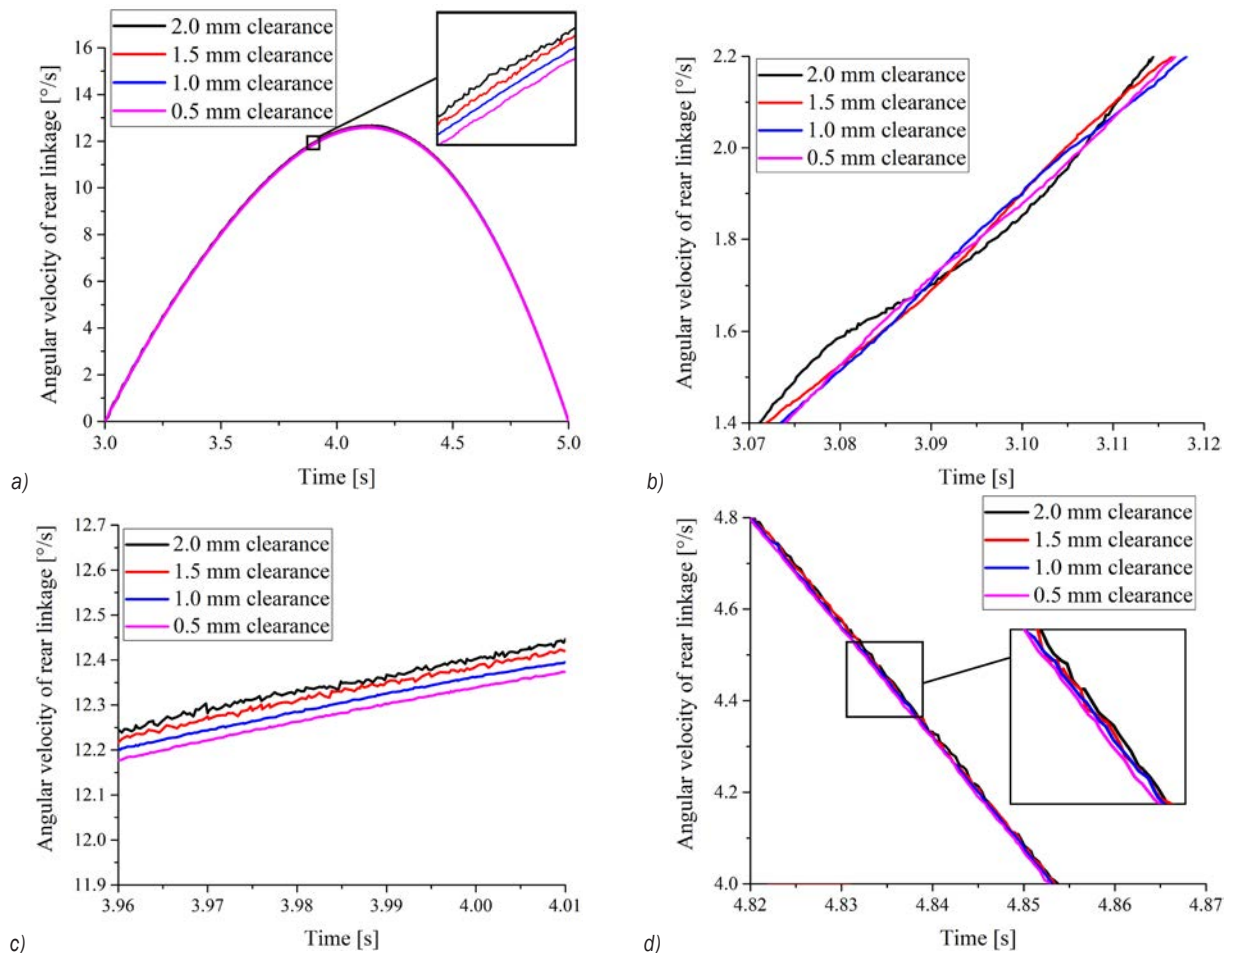 2.0 mm clearance
1.5 mm clearance
1.0 mm clearance
0.5 mm clearance
Angular velocity of rear linkage [°/s]
16
14
12
10
8
6
4
2
0
3.0 3.5 4.0 4.5 5.0
Time [s]
a)
2.0 mm clearance
1.5 mm clearance
1.0 mm clearance
0.5 mm clearance
Angular velocity of rear linkage [°/s]
2.2
2.0
1.8
1.6
1.4
3.07 3.08 3.09 3.10 3.11 3.12
Time [s]
b)
2.0 mm clearance
1.5 mm clearance
1.0 mm clearance
0.5 mm clearance
Angular velocity of rear linkage [°/s]
12.7
12.6
12.5
12.4
12.3
12.2
12.1
12.0
11.9
3.96 3.97 3.98 3.99 4.00 4.01
Time [s]
c)
2.0 mm clearance
1.5 mm clearance
1.0 mm clearance
0.5 mm clearance
Angular velocity of rear linkage [°/s]
4.8
4.6
4.4
4.2
4.0
4.82 4.83 4.84 4.85 4.86 4.87
Time [s]
d)